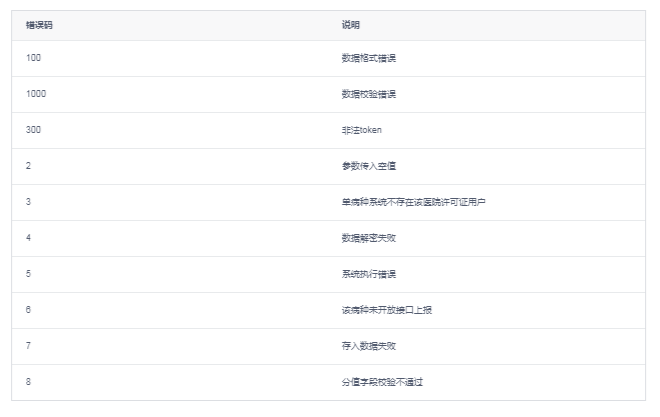 错误码 说明
100 数据格式错误
1000 数据校验错误
300 非法token
2 参数传入空值
3 单病种系统不存在该医院许可证用户
4 数据解密失败
5 系统执行错误
6 该病种未开放接口上报
7 存入数据失败
8 分值字段校验不通过